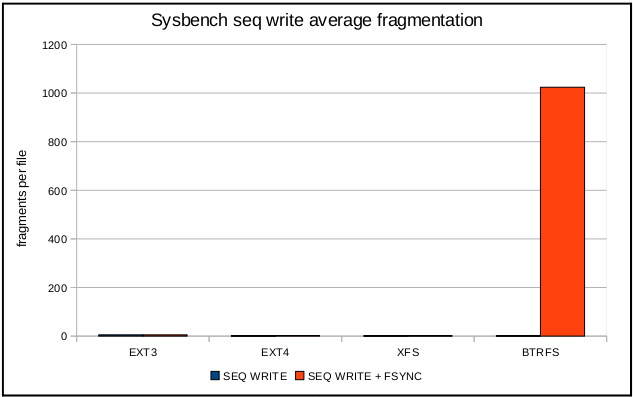 Sysbench seq write average fragmentation
fragments per file
1200
1000
800
600
400
200
0
EXT3 EXT4 XFS BTRFS
SEQ WRITE SEQ WRITE + FSYNC